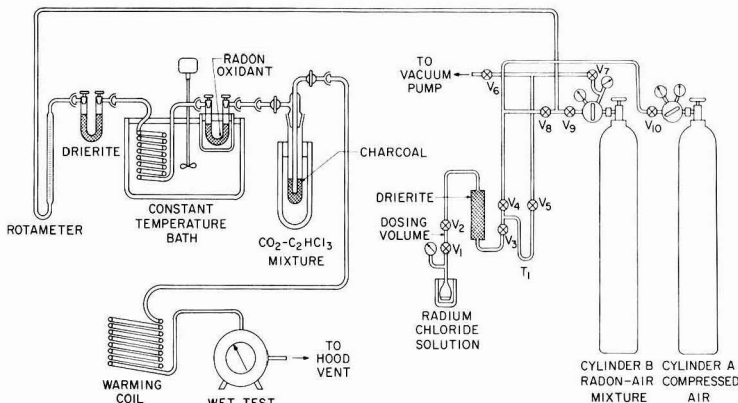 RADON
OXIDANT
DRIERITE
ROTAMETER
CONSTANT
TEMPERATURE
BATH
CHARCOAL
CO₂-C₂HCl₃
MIXTURE
WARMING
COIL
WET TEST
TO
HOOD
VENT
TO
VACUUM
PUMP
V₆
V₇
V₈
V₉
V₁₀
DRIERITE
DOSING
VOLUME
V₂
V₁
V₄
V₃
V₅
T₁
RADIUM
CHLORIDE
SOLUTION
CYLINDER B
RADON-AIR
MIXTURE
CYLINDER A
COMPRESSED
AIR